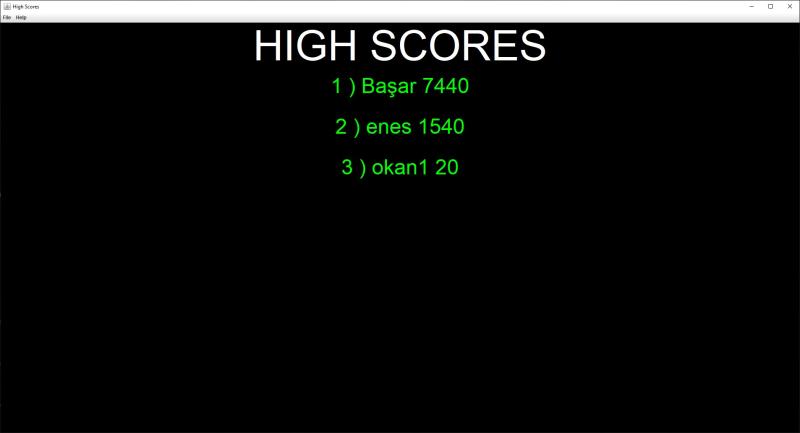 High Scores
File Help
HIGH SCORES
1 ) Başar 7440
2 ) enes 1540
3 ) okan1 20